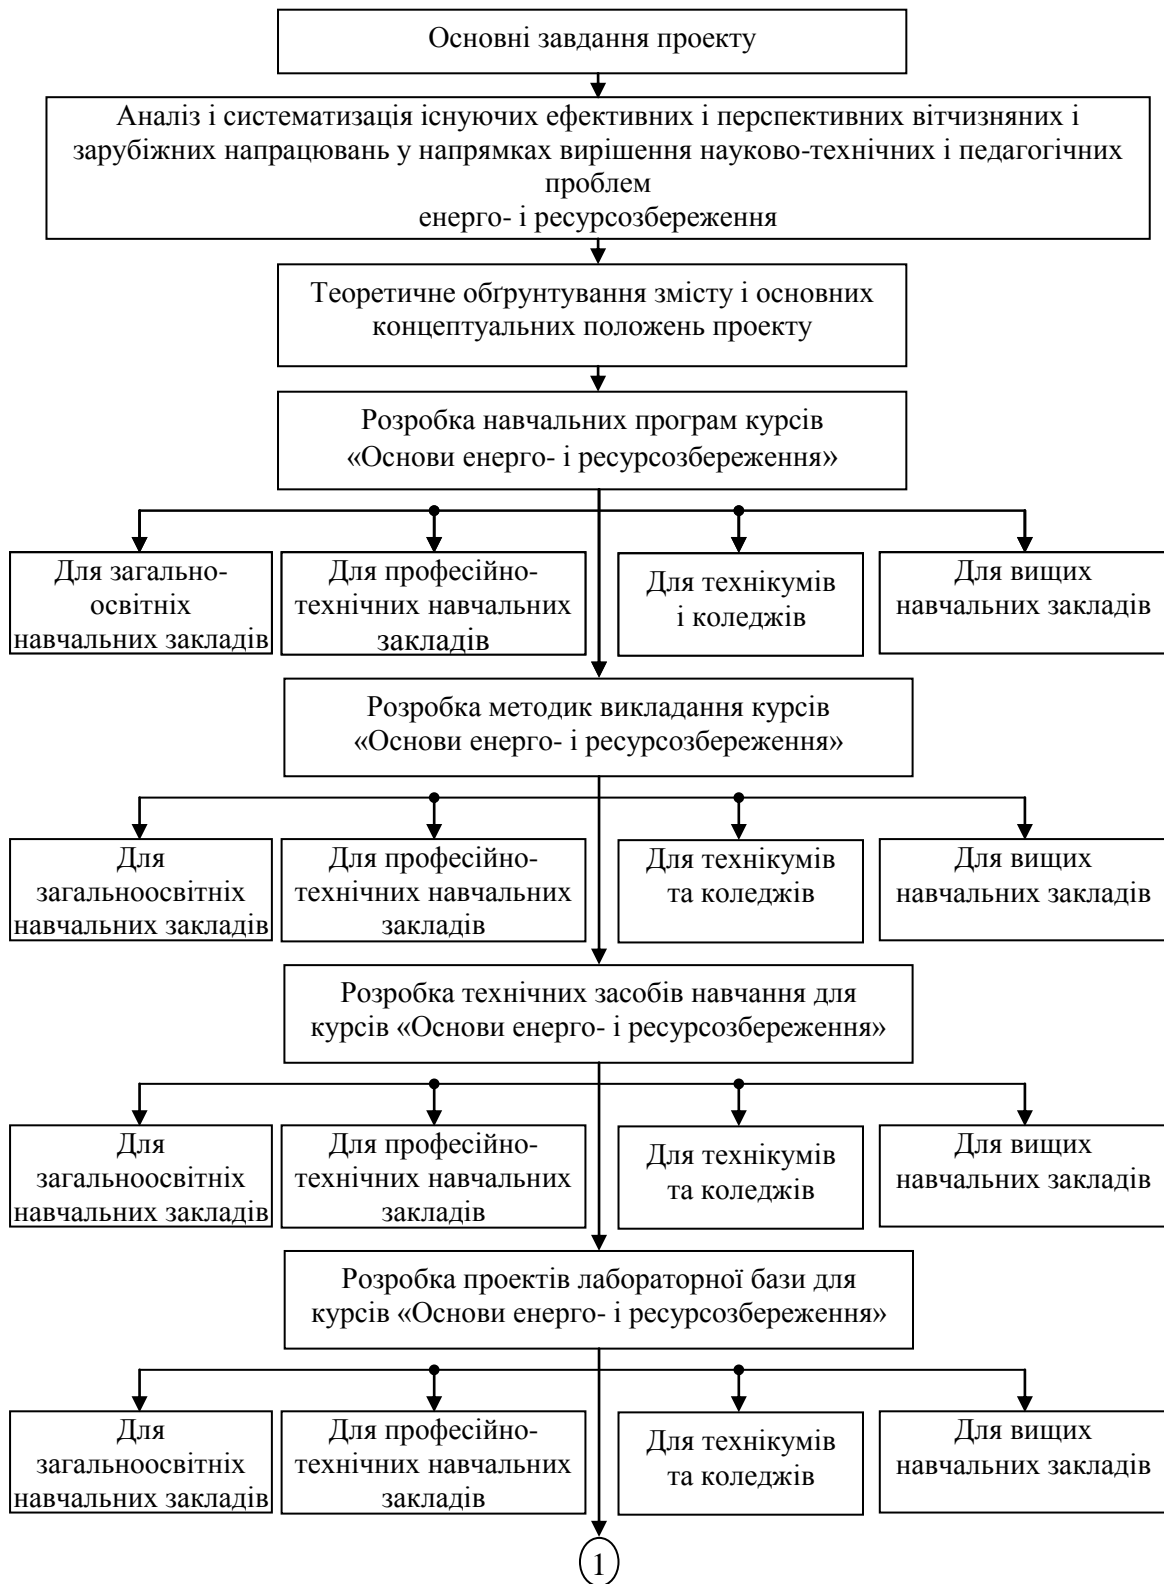 Основні завдання проекту
Аналіз і систематизація існуючих ефективних і перспективних вітчизняних і
зарубіжних напрацювань у напрямках вирішення науково-технічних і педагогічних
проблем
енерго- і ресурсозбереження
Теоретичне обґрунтування змісту і основних
концептуальних положень проекту
Розробка навчальних програм курсів
«Основи енерго- і ресурсозбереження»
Для загально-
освітніх
навчальних закладів
Для професійно-
технічних навчальних
закладів
Для технікумів
і коледжів
Для вищих
навчальних закладів
Розробка методик викладання курсів
«Основи енерго- і ресурсозбереження»
Для
загальноосвітніх
навчальних закладів
Для професійно-
технічних навчальних
закладів
Для технікумів
та коледжів
Для вищих
навчальних закладів
Розробка технічних засобів навчання для
курсів «Основи енерго- і ресурсозбереження»
Для
загальноосвітніх
навчальних закладів
Для професійно-
технічних навчальних
закладів
Для технікумів
та коледжів
Для вищих
навчальних закладів
Розробка проектів лабораторної бази для
курсів «Основи енерго- і ресурсозбереження»
Для
загальноосвітніх
навчальних закладів
Для професійно-
технічних навчальних
закладів
Для технікумів
та коледжів
Для вищих
навчальних закладів
1